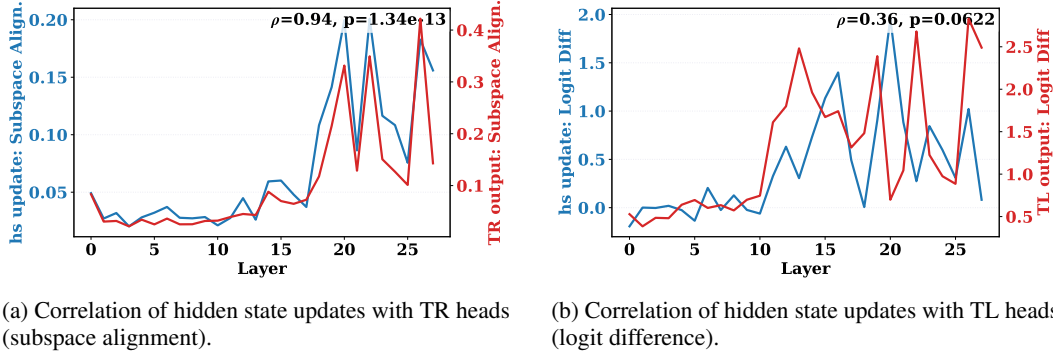 ρ=0.94, p=1.34e-13
hs update: Subspace Align.
0.20
0.15
0.10
0.05
0.4
0.3
0.2
0.1
TR output: Subspace Align.
0 5 10 15 20 25
Layer
(a) Correlation of hidden state updates with TR heads
(subspace alignment).
ρ=0.36, p=0.0622
hs update: Logit Diff
2.0
1.5
1.0
0.5
0.0
2.5
2.0
1.5
1.0
0.5
TL output: Logit Diff
0 5 10 15 20 25
Layer
(b) Correlation of hidden state updates with TL heads
(logit difference).